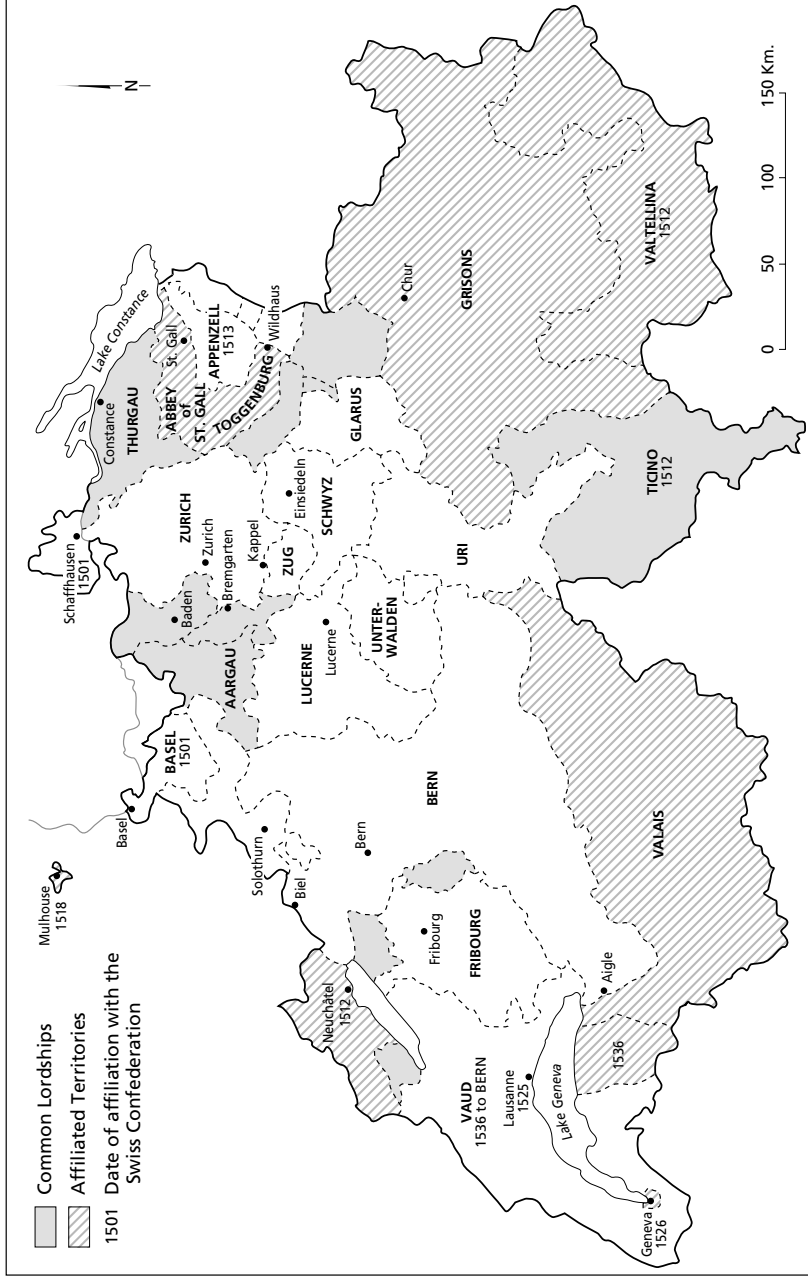 Common Lordships
Affiliated Territories
1501 Date of affiliation with the
Swiss Confederation
N
Mulhouse
1518
Basel
BASEL
1501
Schaffhausen
1501
Lake Constance
Constance
THURGAU
St. Gall
ABBEY
of
ST. GALL
APPENZELL
1513
TOGGENBURG
Wildhaus
ZURICH
Zurich
Baden
Bremgarten
Kappel
ZUG
AARGAU
Einsiedeln
SCHWYZ
GLARUS
LUCERNE
Lucerne
UNTER-
WALDEN
URI
Solothurn
Biel
Bern
BERN
Neuchâtel
1512
Fribourg
FRIBOURG
VAUD
1536 to BERN
Lausanne
1525
Lake Geneva
Geneva
1526
1536
Aigle
VALAIS
Chur
GRISONS
TICINO
1512
VALTELLINA
1512
0 50 100 150 Km.